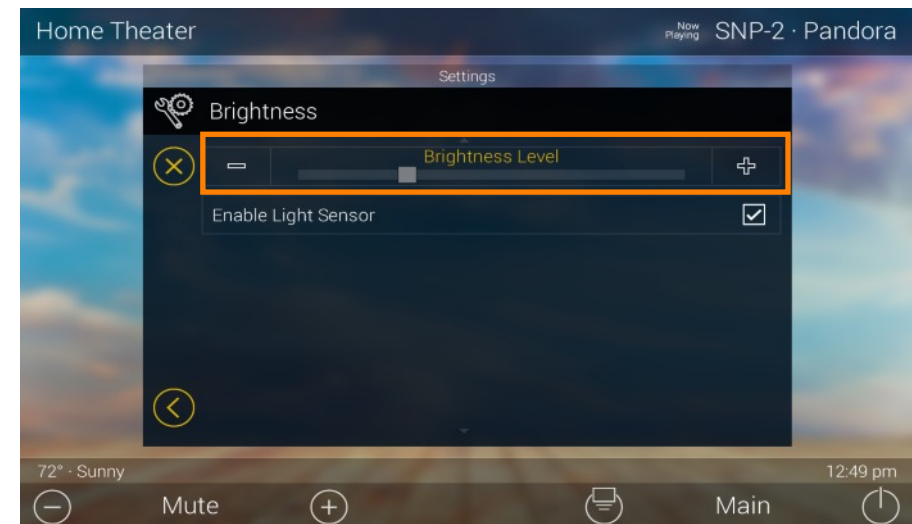 Home Theater
Now Playing SNP-2 · Pandora
Settings
Brightness
Brightness Level
Enable Light Sensor
72° · Sunny
12:49 pm
Mute
Main